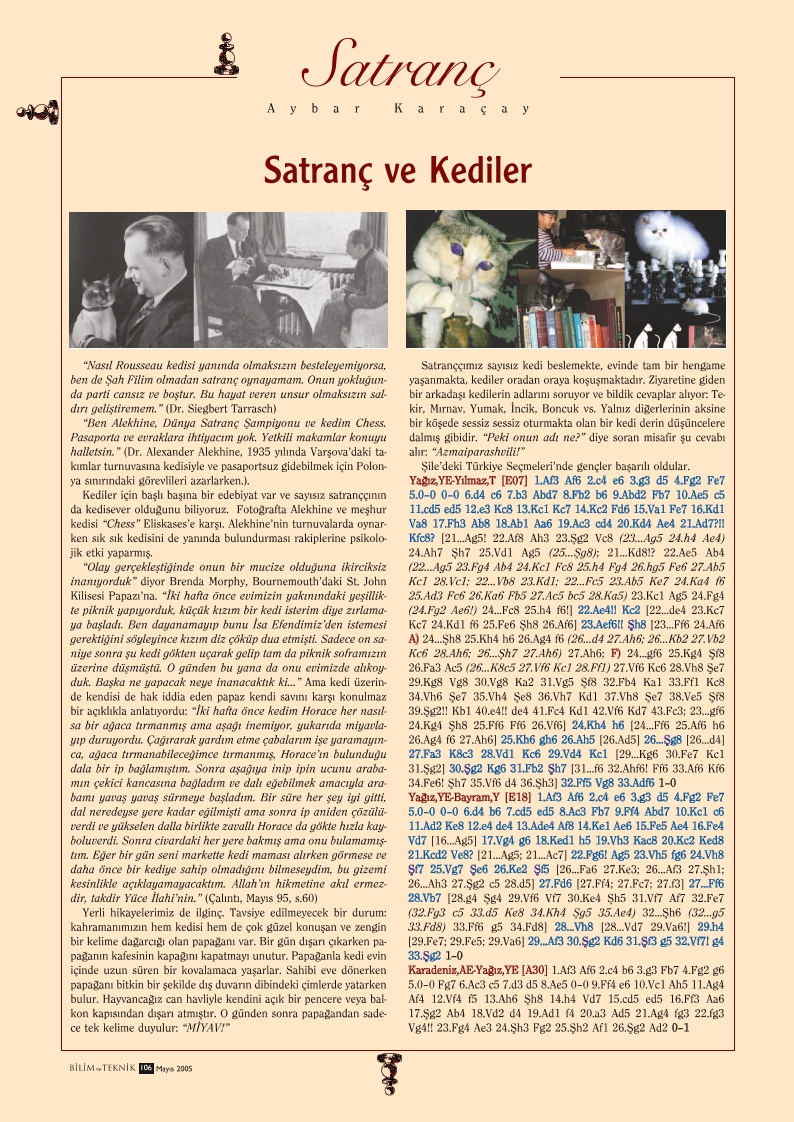 Satranç
Aybar Karaçay
Satranç ve Kediler
“Nasıl Rousseau kedisi yanında olmaksızın besteleyemiyorsa,
ben de Şah Filim olmadan satranç oynayamam. Onun yokluğun-
da parti cansız ve boştur. Bu hayat veren unsur olmaksızın sal-
dırı geliştiremem.” (Dr. Siegbert Tarrasch)
“Ben Alekhine, Dünya Satranç Şampiyonu ve kedim Chess.
Pasaporta ve evraklara ihtiyacım yok. Yetkili makamlar konuyu
halletsin.” (Dr. Alexander Alekhine, 1935 yılında Varşova’daki ta-
kımlar turnuvasına kedisiyle ve pasaportsuz gidebilmek için Polon-
ya sınırındaki görevlileri azarlarken.).
Kediler için başlı başına bir edebiyat var ve sayısız satrançcının
da kedisever olduğunu biliyoruz. Fotoğrafta Alekhine ve meşhur
kedisi “Chess” Eliskases’e karşı. Alekhine’nin turnuvalarda oynar-
ken sık sık kedisini de yanında bulundurması rakiplerine psikolo-
jik etki yaparmış.
“Olay gerçekleştiğinde onun bir mucize olduğuna ikirciksiz
inanıyorduk” diyor Brenda Morphy, Bournemouth’daki St. John
Kilisesi Papazı’na. “İki hafta önce evimizin yakınındaki yeşillik-
te piknik yapıyorduk, küçük kızım bir kedi isterim diye zırlama-
ya başladı. Ben dayanamayıp bunu İsa Efendimiz’den istemesi
gerektiğini söyleyince kızım diz çöküp dua etmişti. Sadece on sa-
niye sonra şu kedi gökten uçarak gelip tam da piknik soframızın
üzerine düşmüştü. O günden bu yana da onu evimizde alıkoy-
duk. Başka ne yapacak neye inanacaktık ki...” Ama kedi üzerin-
de kendisi de hak iddia eden papaz kendi savını karşı konulmaz
bir açıklıkla anlatıyordu: “İki hafta önce kedim Horace her nasıl-
sa bir ağaca tırmanmış ama aşağı inemiyor, yukarıda miyavla-
yıp duruyordu. Çağırarak yardım etme çabalarım işe yaramayın-
ca, ağaca tırmanabileceğimce tırmanmış, Horace’ın bulunduğu
dala bir ip bağlamıştım. Sonra aşağıya inip ipin ucunu araba-
mın çekici kancasına bağladım ve dalı eğebilmek amacıyla ara-
bamı yavaş yavaş sürmeye başladım. Bir süre her şey iyi gitti,
dal neredeyse yere kadar eğilmişti ama sonra ip aniden çözülü-
verdi ve yükselen dalla birlikte zavallı Horace da gökte hızla kay-
boluverdi. Sonra civardaki her yere bakmış ama onu bulamamış-
tım. Eğer bir gün seni markette kedi maması alırken görmese ve
daha önce bir kediye sahip olmadığını bilmeseydim, bu gizemi
kesinlikle açıklayamayacaktım. Allah’ın hikmetine akıl ermez-
dir, takdir Yüce İlahi’nin.” (Çalıntı, Mayıs 95, s.60)
Yerli hikayelerimiz de ilginç. Tavsiye edilmeyecek bir durum:
kahramanımızın hem kedisi hem de çok güzel konuşan ve zengin
bir kelime dağarcığı olan papağanı var. Bir gün dışarı çıkarken pa-
pağanın kafesinin kapağını kapatmayı unutur. Papağanla kedi evin
içinde uzun süren bir kovalamaca yaşarlar. Sahibi eve dönerken
papağanı bitkin bir şekilde dış duvarın dibindeki çimlerde yatarken
bulur. Hayvancağız can havliyle kendini açık bir pencere veya bal-
kon kapısından dışarı atmıştır. O günden sonra papağandan sade-
ce tek kelime duyulur: “MİYAV!”
Satrançcımız sayısız kedi beslemekte, evinde tam bir hengame
yaşanmakta, kediler oradan oraya koşuşmaktadır. Ziyaretine giden
bir arkadaşı kedilerin adlarını soruyor ve bildik cevaplar alıyor: Te-
kir, Mırnav, Yumak, İncik, Boncuk vs. Yalnız diğerlerinin aksine
bir köşede sessiz sessiz oturmakta olan bir kedi derin düşüncelere
dalmış gibidir. “Peki onun adı ne?” diye soran misafir şu cevabı
alır: “Azmaiparashvili!”
Şile’deki Türkiye Seçmeleri’nde gençler başarılı oldular.
Yağız,YE-Yılmaz,T [E07] 1.Af3 Af6 2.c4 e6 3.g3 d5 4.Fg2 Fe7
5.0–0 0–0 6.d4 c6 7.b3 Abd7 8.Fb2 b6 9.Abd2 Fb7 10.Ae5 c5
11.cd5 ed5 12.e3 Kc8 13.Kc1 Kc7 14.Kc2 Fd6 15.Va1 Fe7 16.Kd1
Va8 17.Fh3 Ab8 18.Ab1 Aa6 19.Ac3 cd4 20.Kd4 Ae4 21.Ad7?!!
Kfc8? [21...Ag5! 22.Af8 Ah3 23.Şg2 Vc8 (23...Ag5 24.h4 Ae4)
24.Ah7 Şh7 25.Vd1 Ag5 (25...Şg8); 21...Kd8!? 22.Ae5 Ab4
(22...Ag5 23.Fg4 Ab4 24.Kc1 Fc8 25.h4 Fg4 26.hg5 Fe6 27.Ab5
Kc1 28.Vc1; 22...Vb8 23.Kd1; 22...Fc5 23.Ab5 Ke7 24.Ka4 f6
25.Ad3 Fc6 26.Ka6 Fb5 27.Ac5 bc5 28.Ka5) 23.Kc1 Ag5 24.Fg4
(24.Fg2 Ae6!) 24...Fc8 25.h4 f6!] 22.Ae4!! Kc2 [22...de4 23.Kc7
Kc7 24.Kd1 f6 25.Fe6 Şh8 26.Af6] 23.Aef6!! Şh8 [23...Ff6 24.Af6
A) 24...Şh8 25.Kh4 h6 26.Ag4 f6 (26...d4 27.Ah6; 26...Kb2 27.Vb2
Kc6 28.Ah6; 26...Şh7 27.Ah6) 27.Ah6; F) 24...gf6 25.Kg4 Şf8
26.Fa3 Ac5 (26...K8c5 27.Vf6 Kc1 28.Ff1) 27.Vf6 Kc6 28.Vh8 Şe7
29.Kg8 Vg8 30.Vg8 Ka2 31.Vg5 Şf8 32.Fb4 Ka1 33.Ff1 Kc8
34.Vh6 Şe7 35.Vh4 Şe8 36.Vh7 Kd1 37.Vh8 Şe7 38.Ve5 Şf8
39.Şg2!! Kb1 40.e4!! de4 41.Fc4 Kd1 42.Vf6 Kd7 43.Fc3; 23...gf6
24.Kg4 Şh8 25.Ff6 Ff6 26.Vf6] 24.Kh4 h6 [24...Ff6 25.Af6 h6
26.Ag4 f6 27.Ah6] 25.Kh6 gh6 26.Ah5 [26.Ad5] 26...Şg8 [26...d4]
27.Fa3 K8c3 28.Vd1 Kc6 29.Vd4 Kc1 [29...Kg6 30.Fe7 Kc1
31.Şg2] 30.Şg2 Kg6 31.Fb2 Şh7 [31...f6 32.Ahf6! Ff6 33.Af6 Kf6
34.Fe6! Şh7 35.Vf6 d4 36.Şh3] 32.Ff5 Vg8 33.Adf6 1–0
Yağız,YE-Bayram,Y [E18] 1.Af3 Af6 2.c4 e6 3.g3 d5 4.Fg2 Fe7
5.0–0 0–0 6.d4 b6 7.cd5 ed5 8.Ac3 Fb7 9.Ff4 Abd7 10.Kc1 c6
11.Ad2 Ke8 12.e4 de4 13.Ade4 Af8 14.Ke1 Ae6 15.Fe5 Ae4 16.Fe4
Vd7 [16...Ag5] 17.Vg4 g6 18.Ked1 h5 19.Vh3 Kac8 20.Kc2 Ked8
21.Kcd2 Ve8? [21...Ag5; 21...Ac7] 22.Fg6! Ag5 23.Vh5 fg6 24.Vh8
Şf7 25.Vg7 Şe6 26.Ke2 Şf5 [26...Fa6 27.Ke3; 26...Af3 27.Şh1;
26...Ah3 27.Şg2 c5 28.d5] 27.Fd6 [27.Ff4; 27.Fc7; 27.f3] 27...Ff6
28.Vb7 [28.g4 Şg4 29.Vf6 Vf7 30.Ke4 Şh5 31.Vf7 Af7 32.Fe7
(32.Fg3 c5 33.d5 Ke8 34.Kh4 Şg5 35.Ae4) 32...Şh6 (32...g5
33.Fd8) 33.Ff6 g5 34.Fd8] 28...Vh8 [28...Vd7 29.Va6!] 29.h4
[29.Fe7; 29.Fe5; 29.Va6] 29...Af3 30.Şg2 Kd6 31.Şf3 g5 32.Vf7! g4
33.Şg2 1–0
Karadeniz,AE-Yağız,YE [A30] 1.Af3 Af6 2.c4 b6 3.g3 Fb7 4.Fg2 g6
5.0–0 Fg7 6.Ac3 c5 7.d3 d5 8.Ae5 0–0 9.Ff4 e6 10.Vc1 Ah5 11.Ag4
Af4 12.Vf4 f5 13.Ah6 Şh8 14.h4 Vd7 15.cd5 ed5 16.Ff3 Aa6
17.Şg2 Ab4 18.Vd2 d4 19.Ad1 f4 20.a3 Ad5 21.Ag4 fg3 22.fg3
Vg4!! 23.Fg4 Ae3 24.Şh3 Fg2 25.Şh2 Af1 26.Şg2 Ad2 0–1
BİLİM ve TEKNİK 106 Mayıs 2005